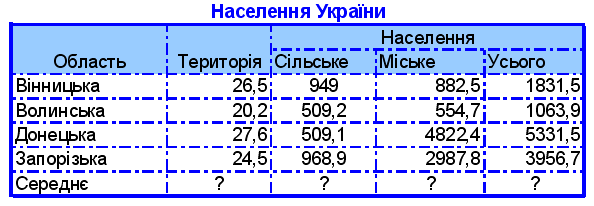 Населення України
Населення
Область Територія Сільське Міське Усього
Вінницька 26,5 949 882,5 1831,5
Волинська 20,2 509,2 554,7 1063,9
Донецька 27,6 509,1 4822,4 5331,5
Запорізька 24,5 968,9 2987,8 3956,7
Середнє ? ? ? ?